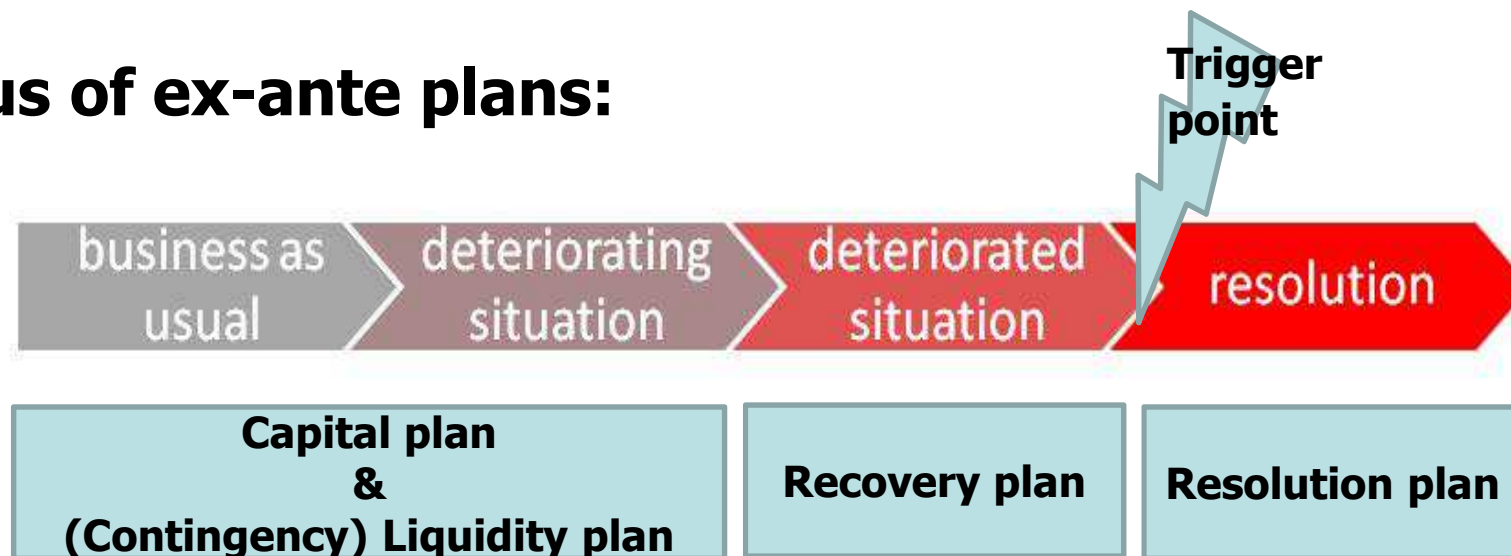 us of ex-ante plans:
Trigger
point
business as
usual
deteriorating
situation
deteriorated
situation
resolution
Capital plan
&
(Contingency) Liquidity plan
Recovery plan
Resolution plan